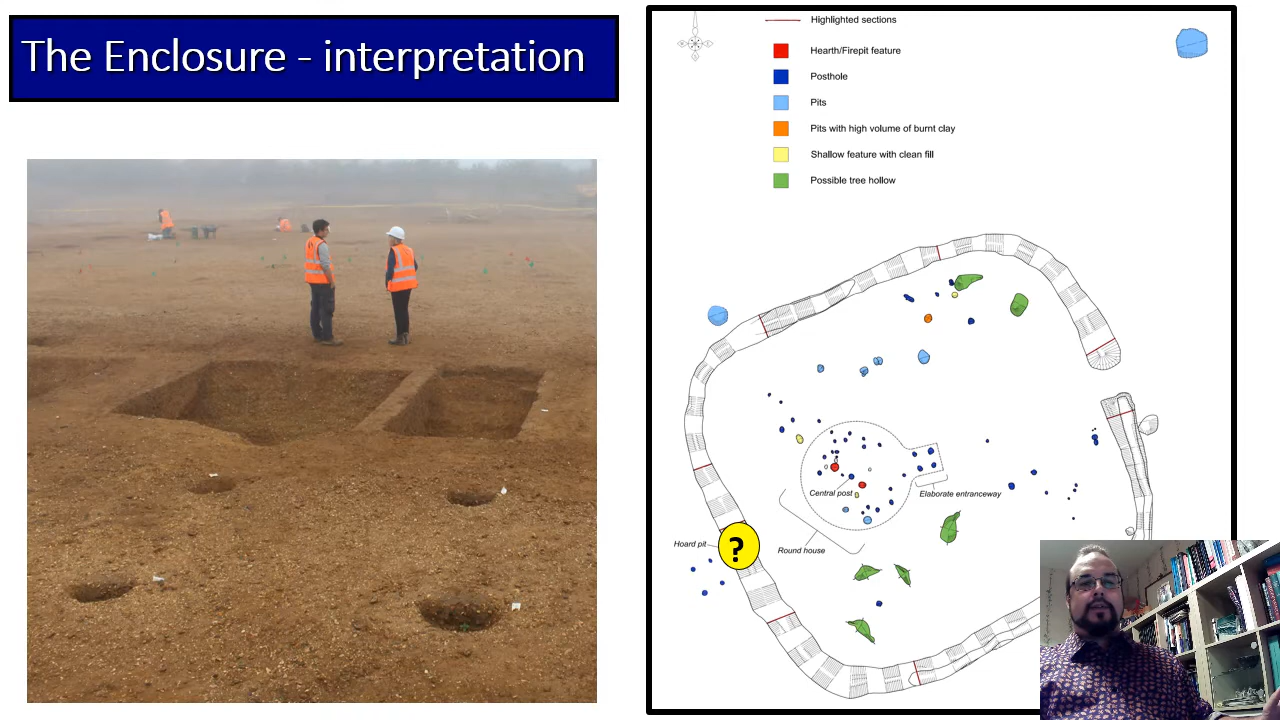 The Enclosure - interpretation
Highlighted sections
Hearth/Firepit feature
Posthole
Pits
Pits with high volume of burnt clay
Shallow feature with clean fill
Possible tree hollow
Central post
Elaborate entranceway
Hoard pit
?
Round house